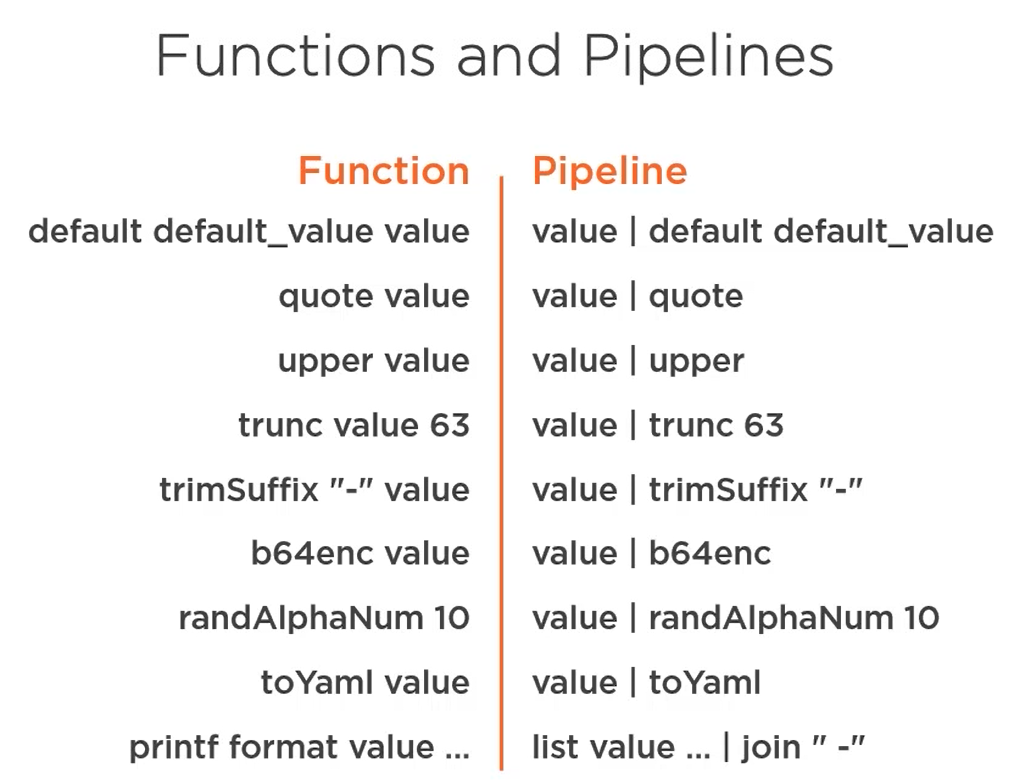 Functions and Pipelines
Function Pipeline
default default_value value value | default default_value
quote value value | quote
upper value value | upper
trunc value 63 value | trunc 63
trimSuffix "-" value value | trimSuffix "-"
b64enc value value | b64enc
randAlphaNum 10 value | randAlphaNum 10
toYaml value value | toYaml
printf format value ... list value ... | join " -"